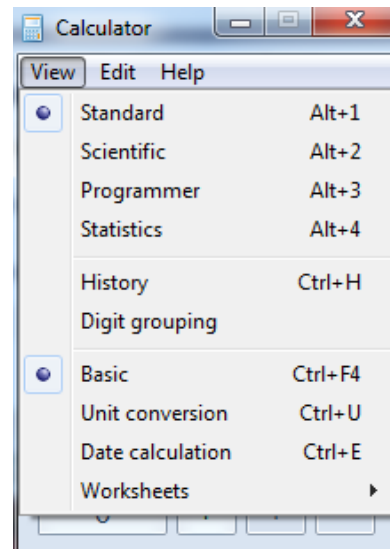 Calculator
View Edit Help
Standard Alt+1
Scientific Alt+2
Programmer Alt+3
Statistics Alt+4
History Ctrl+H
Digit grouping
Basic Ctrl+F4
Unit conversion Ctrl+U
Date calculation Ctrl+E
Worksheets